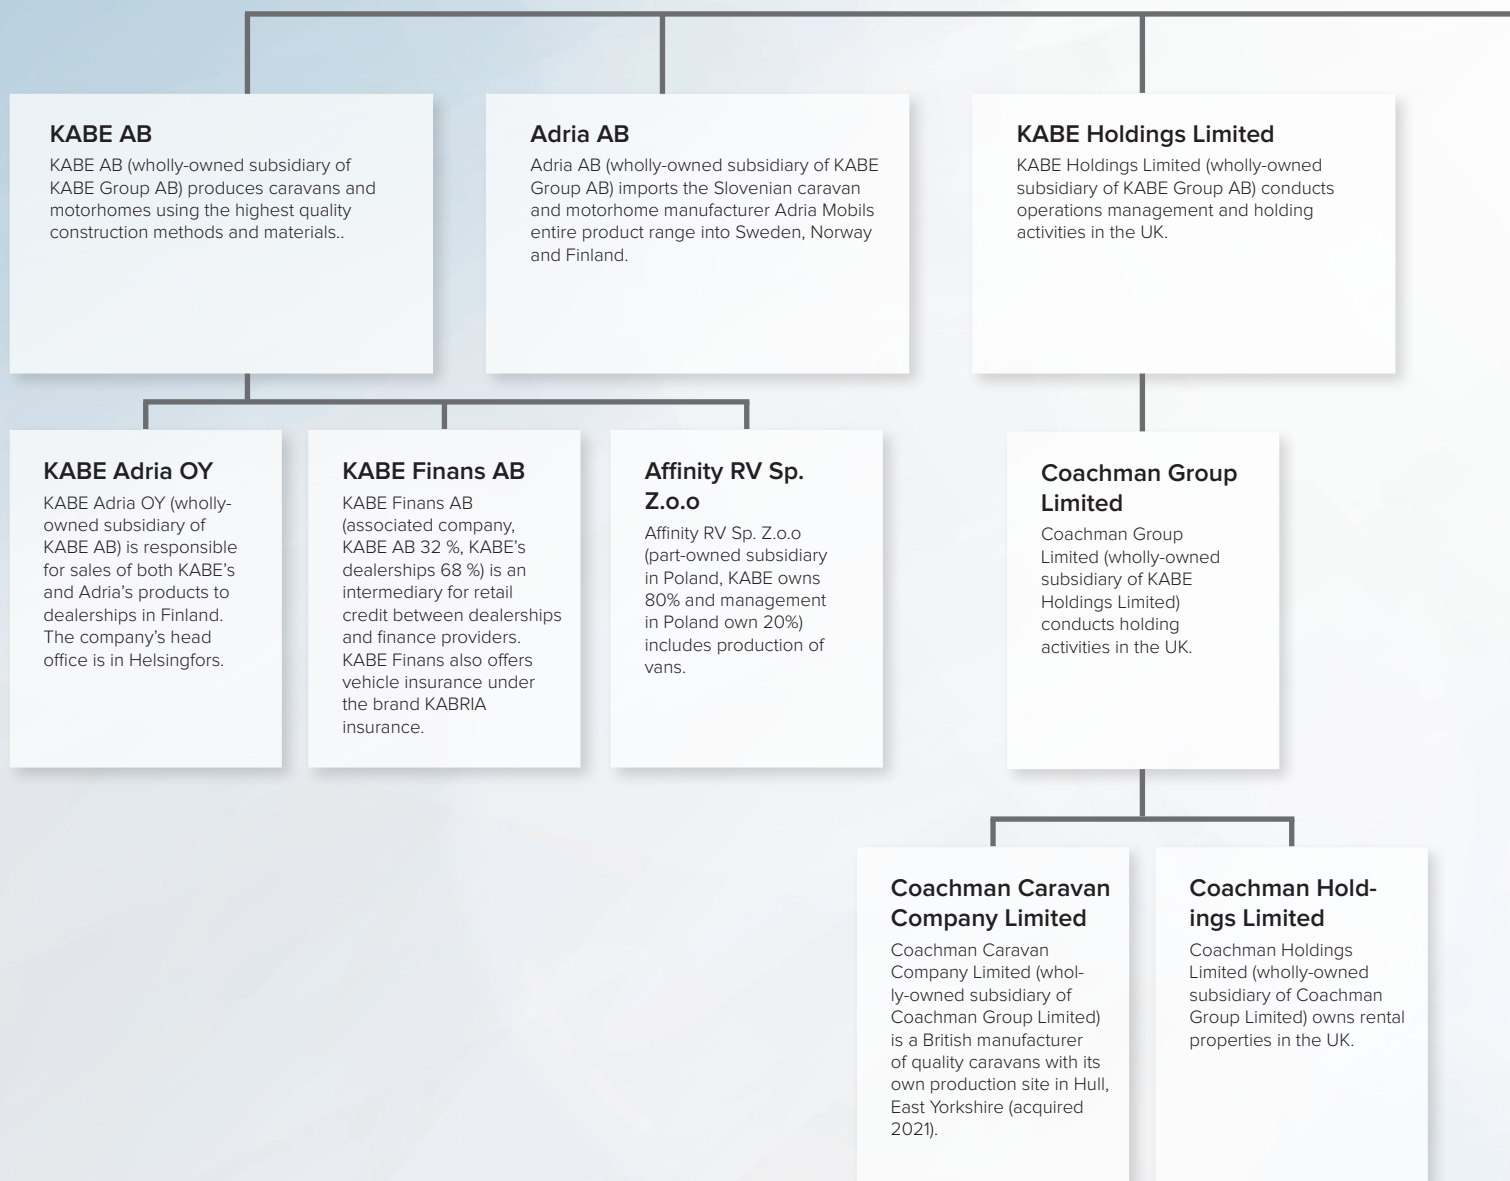 KABE AB
KABE AB (wholly-owned subsidiary of
KABE Group AB) produces caravans and
motorhomes using the highest quality
construction methods and materials..
Adria AB
Adria AB (wholly-owned subsidiary of KABE
Group AB) imports the Slovenian caravan
and motorhome manufacturer Adria Mobils
entire product range into Sweden, Norway
and Finland.
KABE Holdings Limited
KABE Holdings Limited (wholly-owned
subsidiary of KABE Group AB) conducts
operations management and holding
activities in the UK.
KABE Adria OY
KABE Adria OY (wholly-
owned subsidiary of
KABE AB) is responsible
for sales of both KABE’s
and Adria’s products to
dealerships in Finland.
The company’s head
office is in Helsingfors.
KABE Finans AB
KABE Finans AB
(associated company,
KABE AB 32 %, KABE’s
dealerships 68 %) is an
intermediary for retail
credit between dealerships
and finance providers.
KABE Finans also offers
vehicle insurance under
the brand KABRIA
insurance.
Affinity RV Sp.
Z.o.o
Affinity RV Sp. Z.o.o
(part-owned subsidiary
in Poland, KABE owns
80% and management
in Poland own 20%)
includes production of
vans.
Coachman Group
Limited
Coachman Group
Limited (wholly-owned
subsidiary of KABE
Holdings Limited)
conducts holding
activities in the UK.
Coachman Caravan
Company Limited
Coachman Caravan
Company Limited (whol-
ly-owned subsidiary of
Coachman Group Limited)
is a British manufacturer
of quality caravans with its
own production site in Hull,
East Yorkshire (acquired
2021).
Coachman Hold-
ings Limited
Coachman Holdings
Limited (wholly-owned
subsidiary of Coachman
Group Limited) owns rental
properties in the UK.